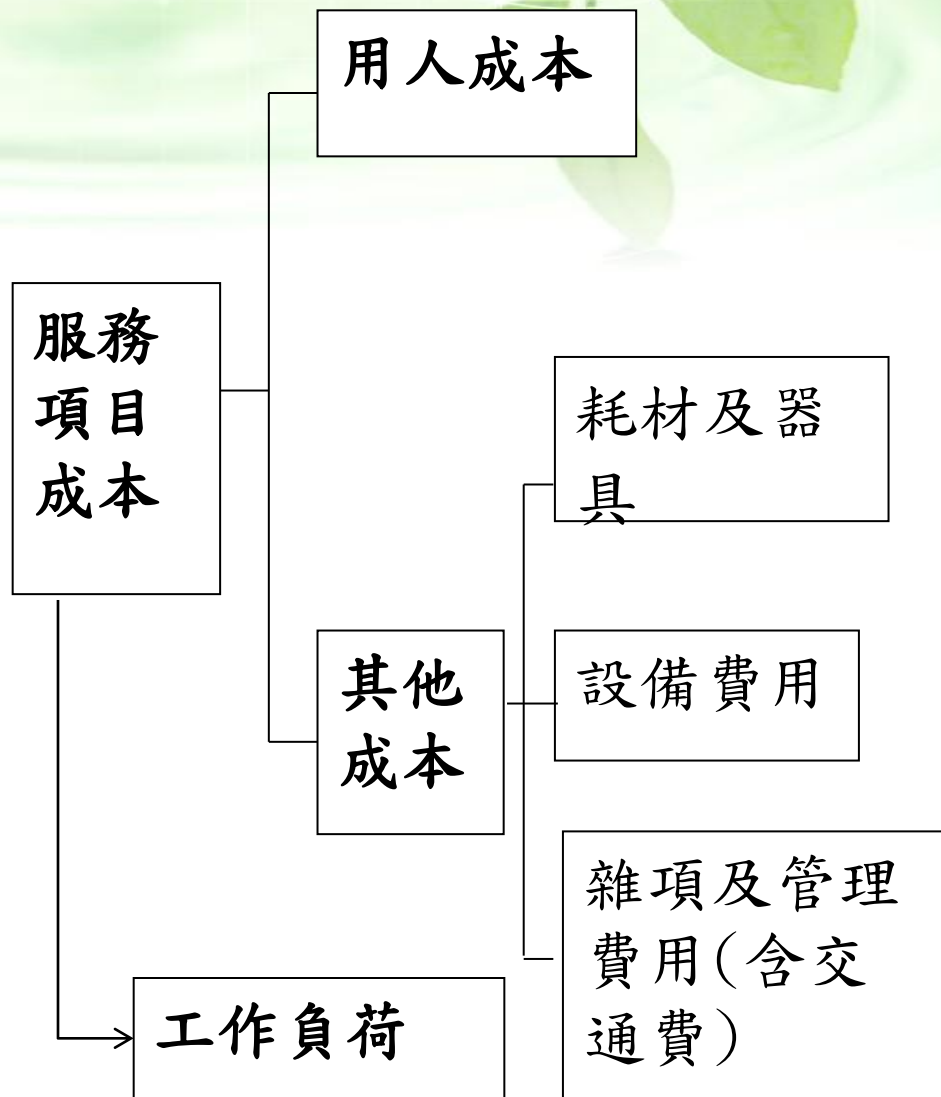 用人成本
服務
項目
成本
耗材及器
具
其他
成本
設備費用
雜項及管理
費用(含交
通費)
工作負荷